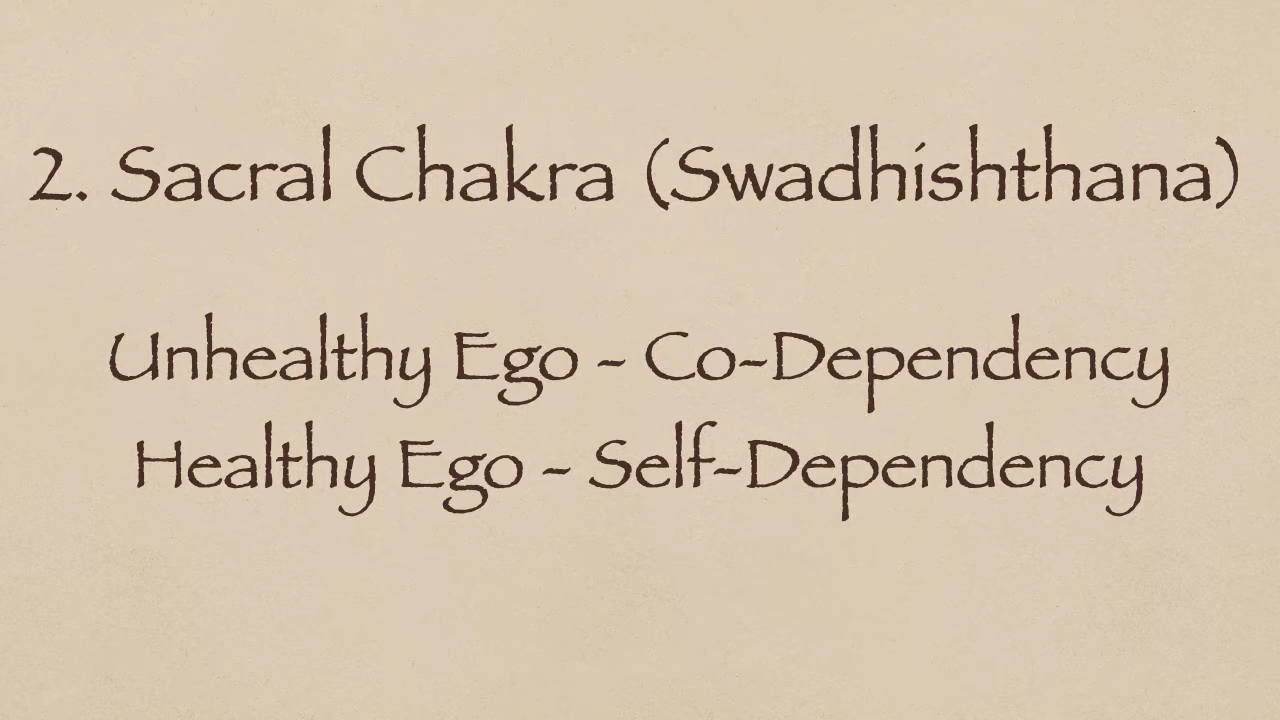 2. Sacral Chakra (Swadhishthana)
Unhealthy Ego - Co-Dependency
Healthy Ego - Self-Dependency